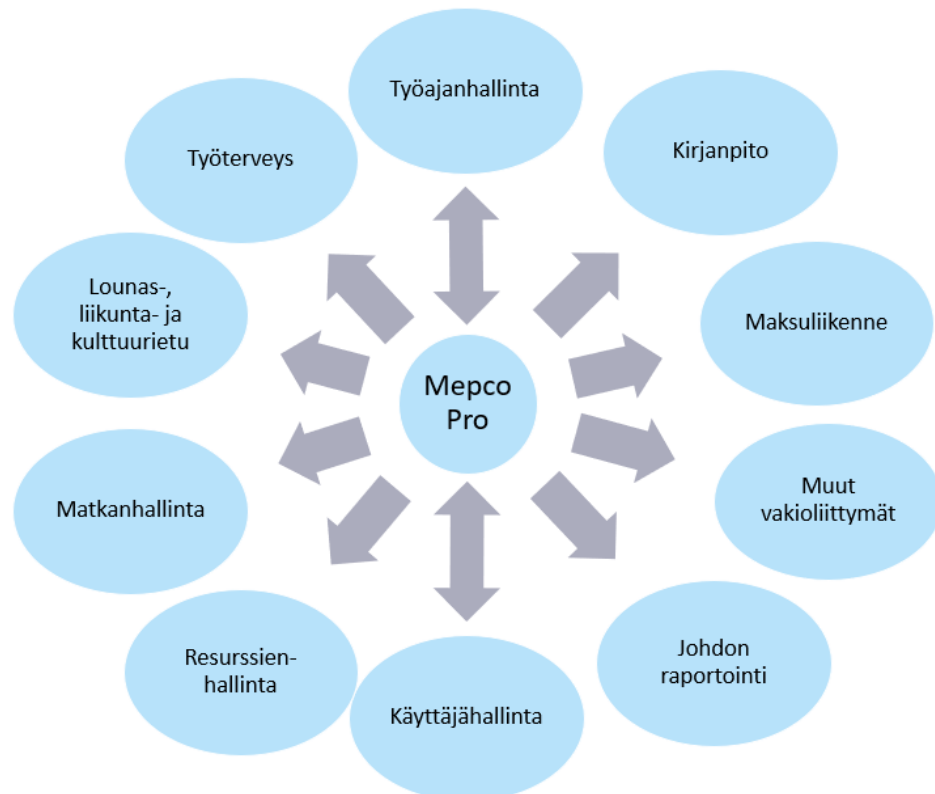 Työajanhallinta
Kirjanpito
Maksuliikenne
Muut
vakioliittymät
Johdon
raportointi
Käyttäjähallinta
Resurssien-
hallinta
Matkanhallinta
Lounas-,
liikunta- ja
kulttuurietu
Työterveys
Mepco
Pro